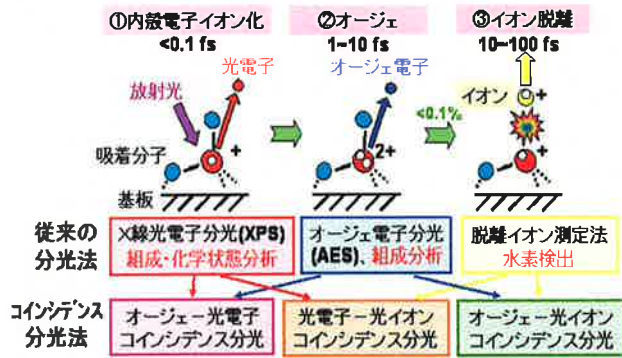 ①内殻電子イオン化
<0.1 fs
②オージェ
1~10 fs
③イオン脱離
10~100 fs
光電子
放射光
オージェ電子
イオン
+
<0.1%
吸着分子
+
2+
+
基板
従来の
分光法
X線光電子分光(XPS)
組成・化学状態分析
オージェ電子分光
(AES)、組成分析
脱離イオン測定法
水素検出
コインシデンス
分光法
オージェー光電子
コインシデンス分光
光電子ー光イオン
コインシデンス分光
オージェー光イオン
コインシデンス分光